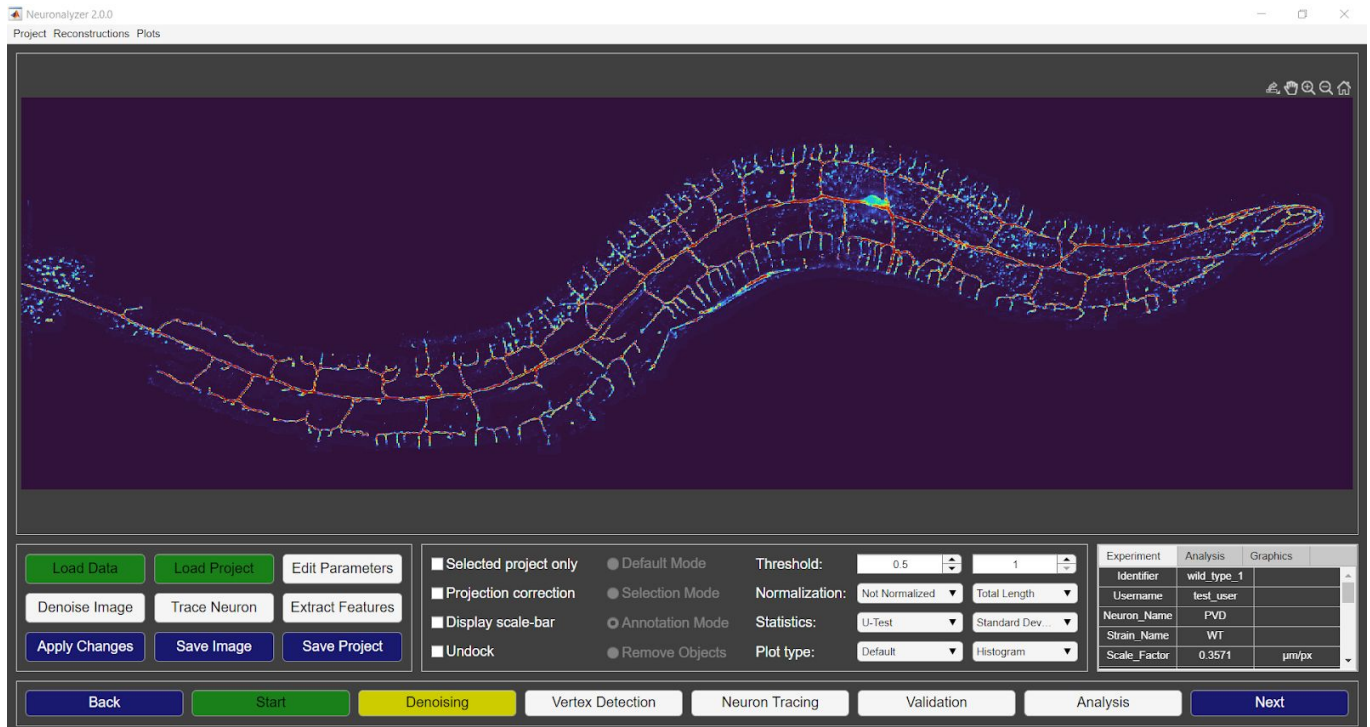 Neuronalyzer 2.0.0
Project Reconstructions Plots
Load Data Load Project Edit Parameters
Denoise Image Trace Neuron Extract Features
Apply Changes Save Image Save Project
Selected project only Default Mode Threshold: 0.5 1
Projection correction Selection Mode Normalization: Not Normalized Total Length
Display scale-bar Annotation Mode Statistics: U-Test Standard Dev...
Undock Remove Objects Plot type: Default Histogram
Experiment Analysis Graphics
Identifier wild_type_1
Username test_user
Neuron_Name PVD
Strain_Name WT
Scale_Factor 0.3571 µm/px
Back Start Denoising Vertex Detection Neuron Tracing Validation Analysis Next